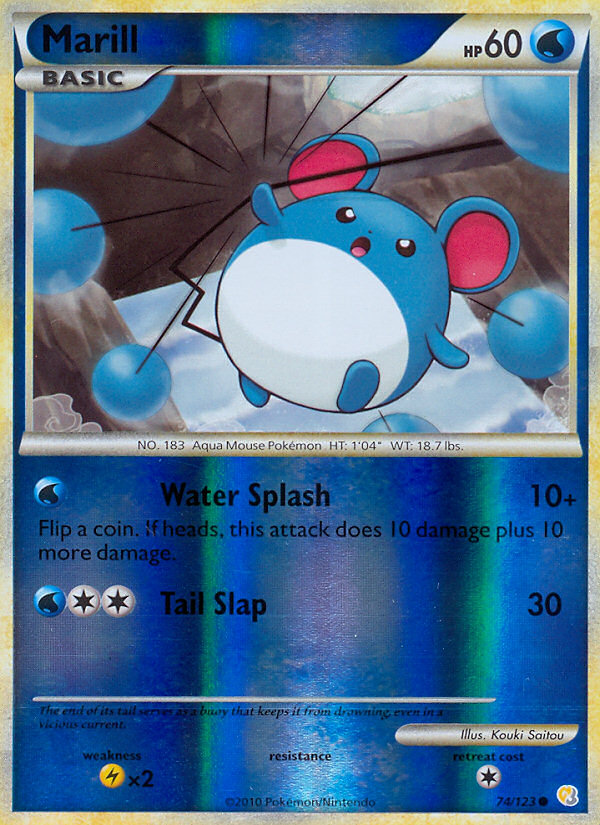 Marill
HP 60
BASIC
NO. 183 Aqua Mouse Pokémon HT: 1'04" WT: 18.7 lbs.
Water Splash 10+
Flip a coin. If heads, this attack does 10 damage plus 10
more damage.
Tail Slap 30
The end of its tail serves as a buoy that keeps it from drowning, even in a
vicious current.
Illus. Kouki Saitou
weakness resistance retreat cost
×2
©2010 Pokémon/Nintendo 74/123